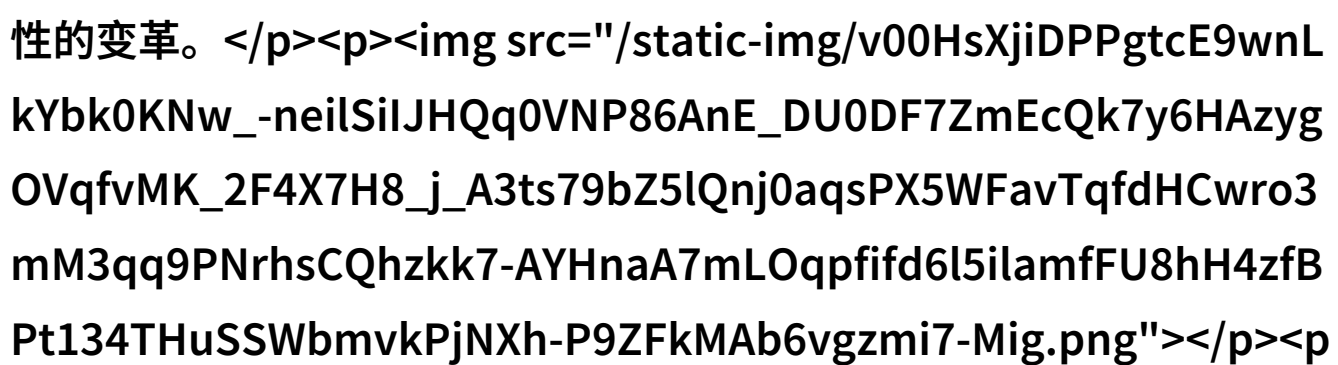 性的变革。</p><p><img src="/static-img/v00HsXjiDPPgtcE9wnL
kYbk0KNw_-neilSiIJHQq0VNP86AnE_DU0DF7ZmEcQk7y6HAzyg
OVqfvMK_2F4X7H8_j_A3ts79bZ5lQnj0aqsPX5WFavTqfdHCwro3
mM3qq9PNrhsCQhzkk7-AYHnaA7mLOqpfifd6l5ilamfFU8hH4zfB
Pt134THuSSWbmvkPjNXh-P9ZFkMAb6vgzmi7-Mig.png"></p><p